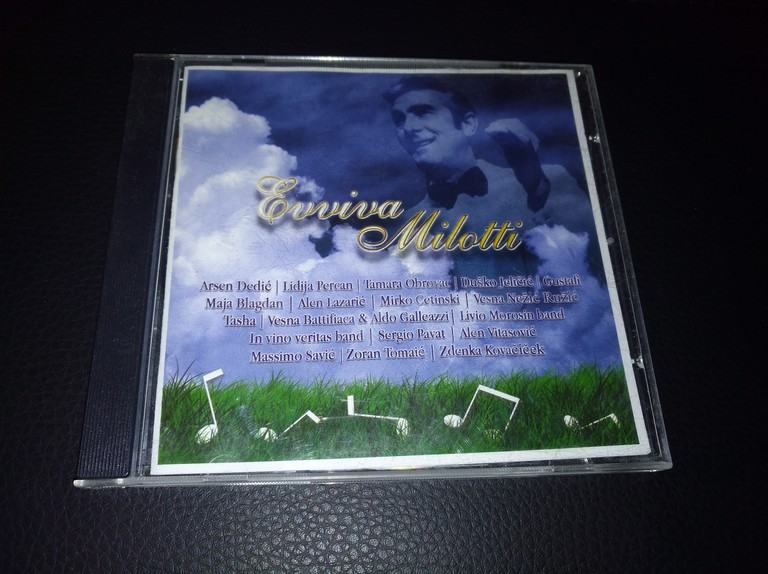 Evviva
Milotti
Arsen Dedić | Lidija Percan | Tamara Obrovac | Duško Jeličić | Gustafi
Maja Blagdan | Alen Lazarić | Mirko Cetinski | Vesna Nežić Ružić
Tasha | Vesna Battifiaca & Aldo Galleazzi | Livio Morosin band
In vino veritas band | Sergio Pavat | Alen Vitasović
Massimo Savić | Zoran Tomaić | Zdenka Kovačiček